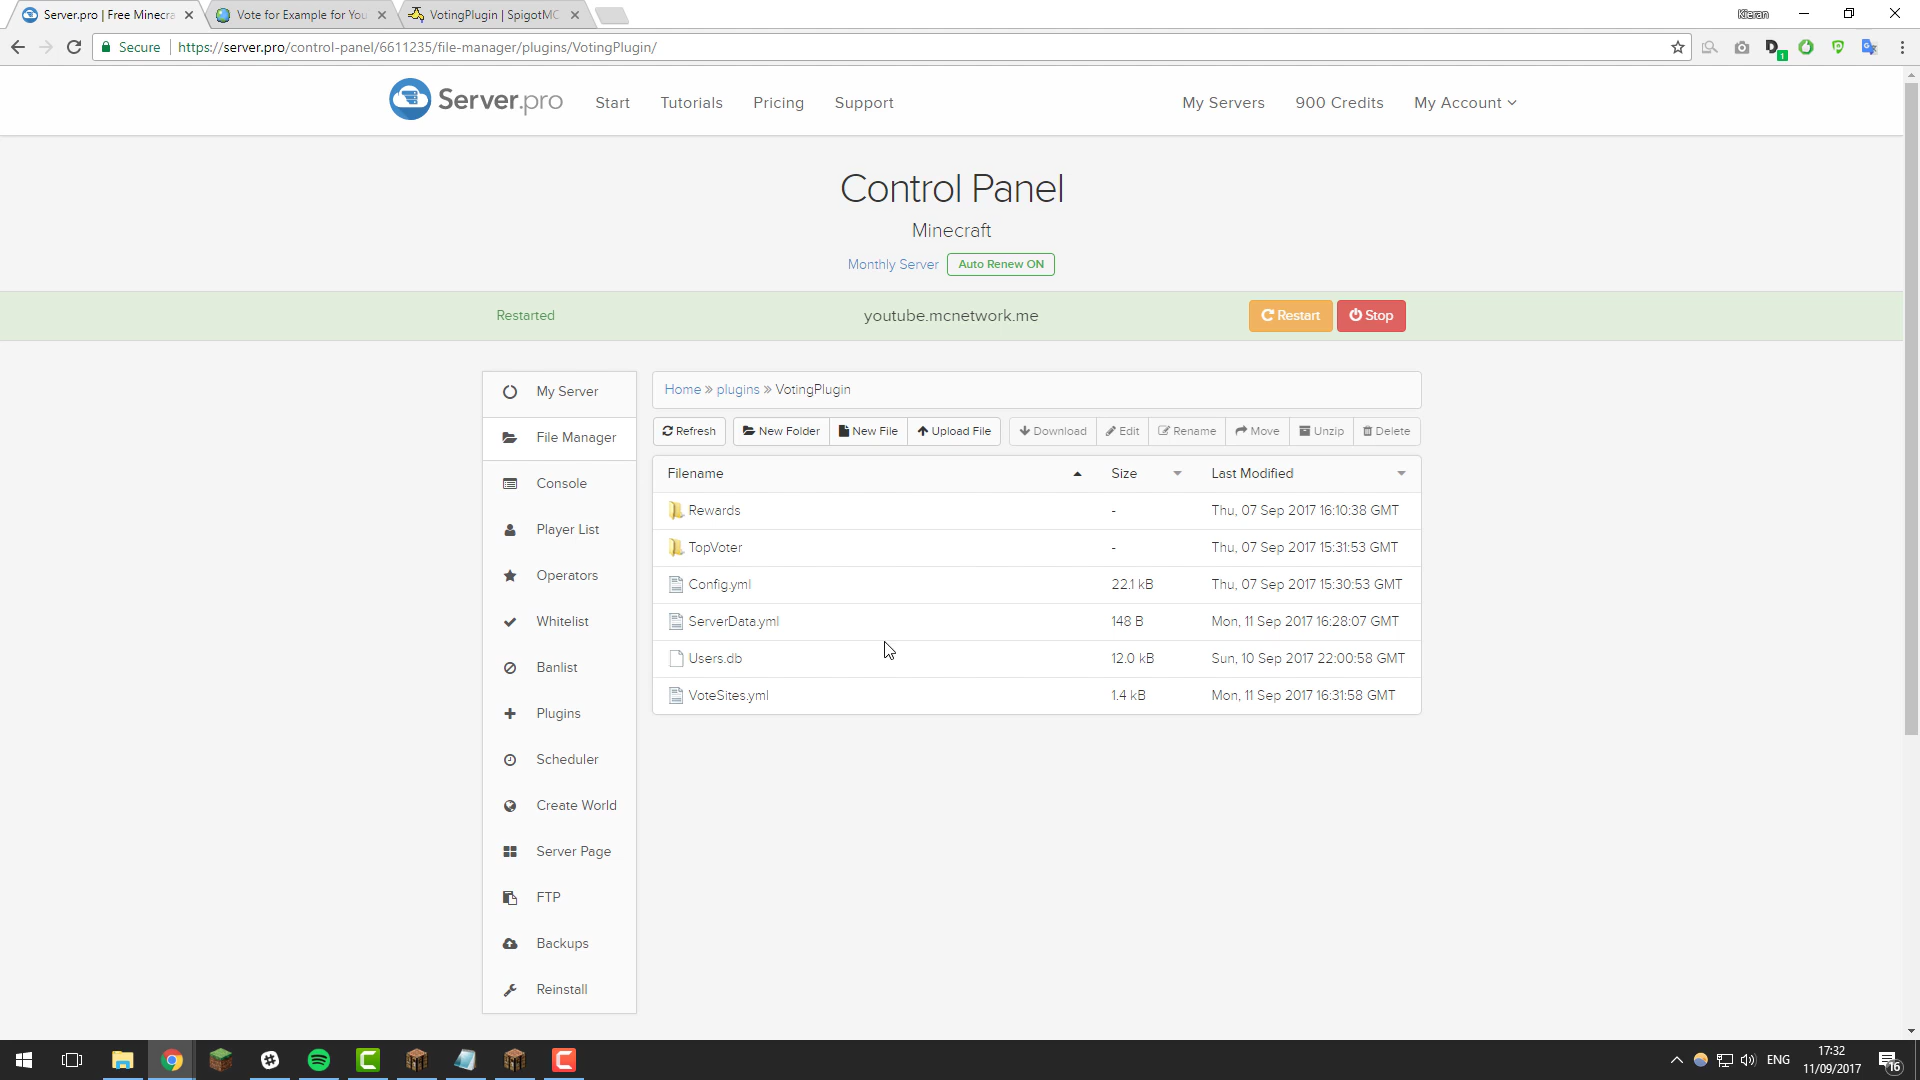 Server.pro | Free Minecra
Vote for Example for You
VotingPlugin | SpigotMC
Kieran
Secure
https://server.pro/control-panel/6611235/file-manager/plugins/VotingPlugin/
1
Server.pro
Start
Tutorials
Pricing
Support
My Servers
900 Credits
My Account
Control Panel
Minecraft
Monthly Server
Auto Renew ON
Restarted
youtube.mcnetwork.me
Restart
Stop
My Server
File Manager
Console
Player List
Operators
Whitelist
Banlist
Plugins
Scheduler
Create World
Server Page
FTP
Backups
Reinstall
Home » plugins » VotingPlugin
Refresh
New Folder
New File
Upload File
Download
Edit
Rename
Move
Unzip
Delete
Filename Size Last Modified
Rewards - Thu, 07 Sep 2017 16:10:38 GMT
TopVoter - Thu, 07 Sep 2017 15:31:53 GMT
Config.yml 22.1 kB Thu, 07 Sep 2017 15:30:53 GMT
ServerData.yml 148 B Mon, 11 Sep 2017 16:28:07 GMT
Users.db 12.0 kB Sun, 10 Sep 2017 22:00:58 GMT
VoteSites.yml 1.4 kB Mon, 11 Sep 2017 16:31:58 GMT
ENG
17:32
11/09/2017
16